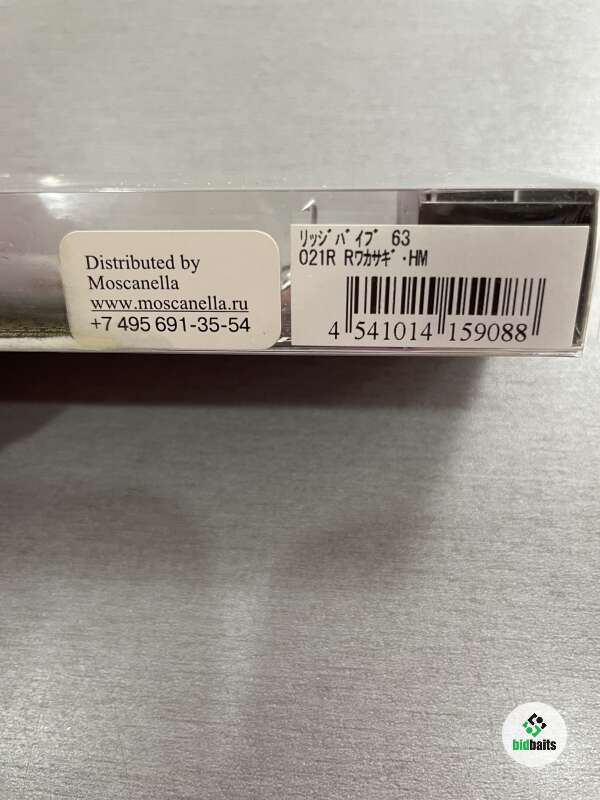 Distributed by
Moscanella
www.moscanella.ru
+7 495 691-35-54
ﾘｯｼﾞﾊﾞｲﾌﾞ 63
021R Rﾜｶｻｷﾞ･HM
4 541014 159088
bidbaits